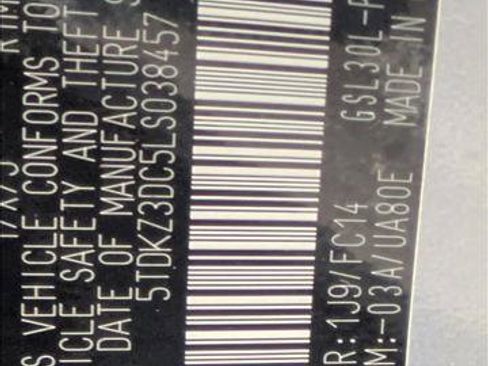 S VEHICLE CONFORMS TO
ICLE SAFETY AND THEFT
DATE OF MANUFACTURE S
5TDKZ3DC5LS038457
R:1J9/FC14 GSL30L-P
M:-03A/UA80E MADE IN